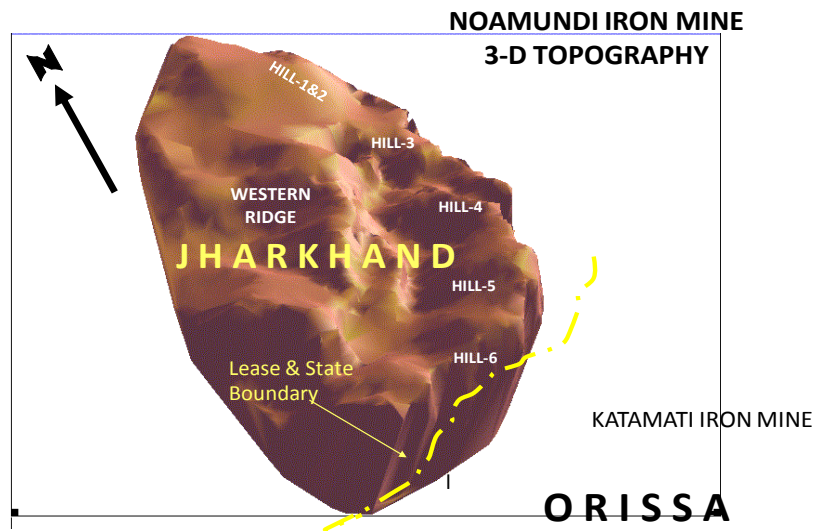 NOAMUNDI IRON MINE
3-D TOPOGRAPHY
N
HILL-1&2
HILL-3
WESTERN
RIDGE
HILL-4
JHARKHAND
HILL-5
HILL-6
Lease & State
Boundary
KATAMATI IRON MINE
ORISSA